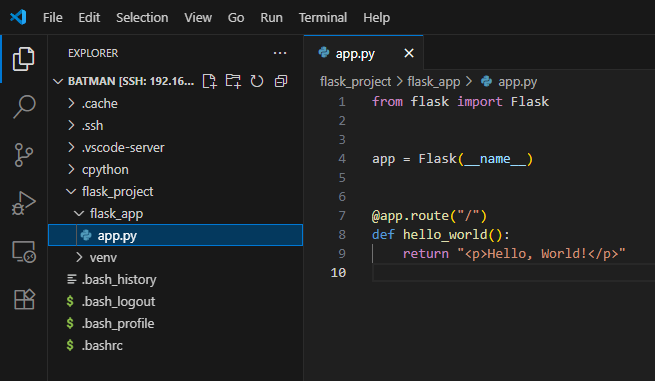 File Edit Selection View Go Run Terminal Help
EXPLORER
BATMAN [SSH: 192.16...
.cache
.ssh
.vscode-server
cpython
flask_project
flask_app
app.py
venv
.bash_history
.bash_logout
.bash_profile
.bashrc
app.py
flask_project > flask_app > app.py
1 from flask import Flask
2
3
4 app = Flask(__name__)
5
6
7 @app.route("/")
8 def hello_world():
9     return "<p>Hello, World!</p>"
10